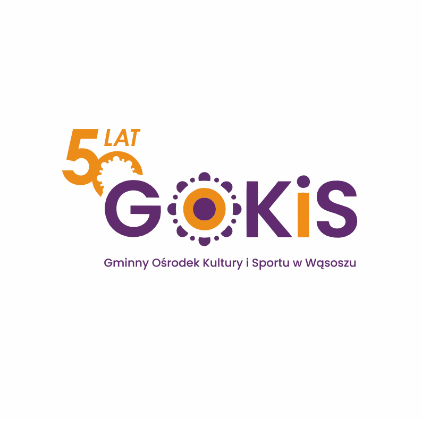 50 LAT
GOKiS
Gminny Ośrodek Kultury i Sportu w Wąsoszu